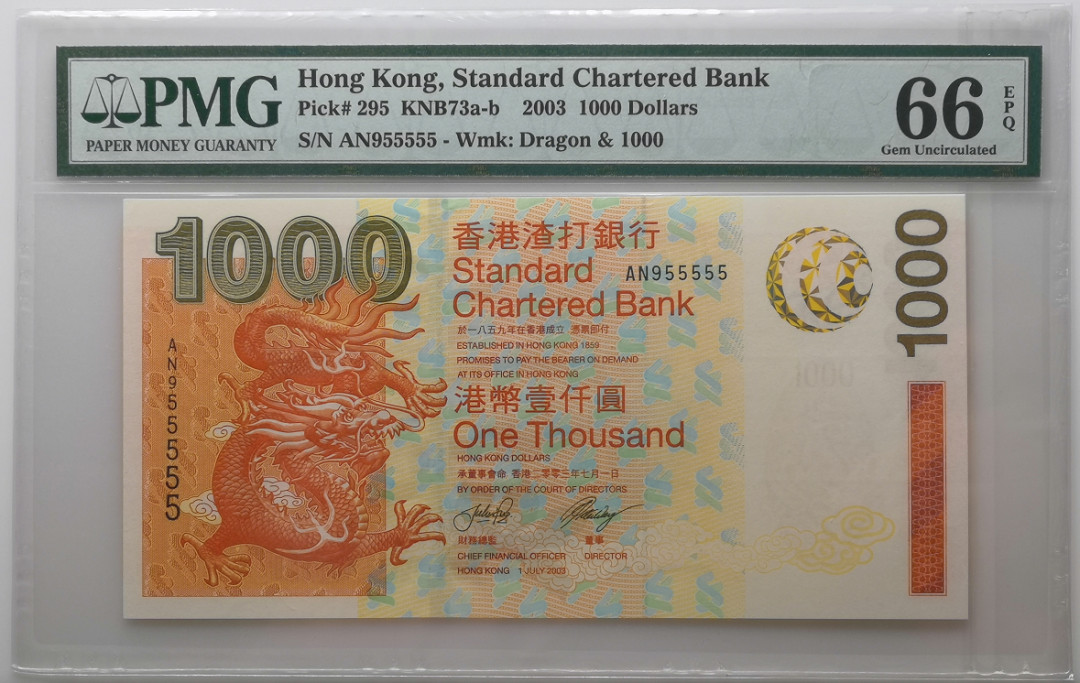 PMG
PAPER MONEY GUARANTY
Hong Kong, Standard Chartered Bank
Pick# 295 KNB73a-b 2003 1000 Dollars
S/N AN955555 - Wmk: Dragon & 1000
66
EPQ
Gem Uncirculated
1000
香港渣打銀行
Standard
Chartered Bank
AN955555
於一八五九年在香港成立 憑票即付
ESTABLISHED IN HONG KONG 1859
PROMISES TO PAY THE BEARER ON DEMAND
AT ITS OFFICE IN HONG KONG
港幣壹仟圓
One Thousand
HONG KONG DOLLARS
承董事會命 香港二零零三年七月一日
BY ORDER OF THE COURT OF DIRECTORS
財務總監 董事
CHIEF FINANCIAL OFFICER DIRECTOR
HONG KONG 1 JULY 2003
AN955555
1000